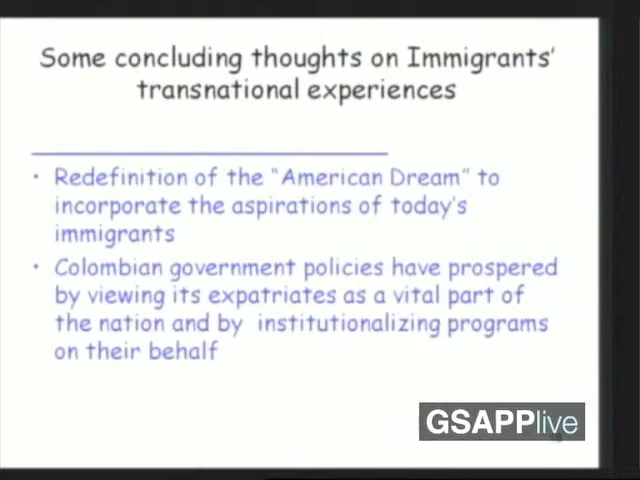 Some concluding thoughts on Immigrants'
transnational experiences
• Redefinition of the "American Dream" to
incorporate the aspirations of today's
immigrants
• Colombian government policies have prospered
by viewing its expatriates as a vital part of
the nation and by institutionalizing programs
on their behalf
GSAPPlive